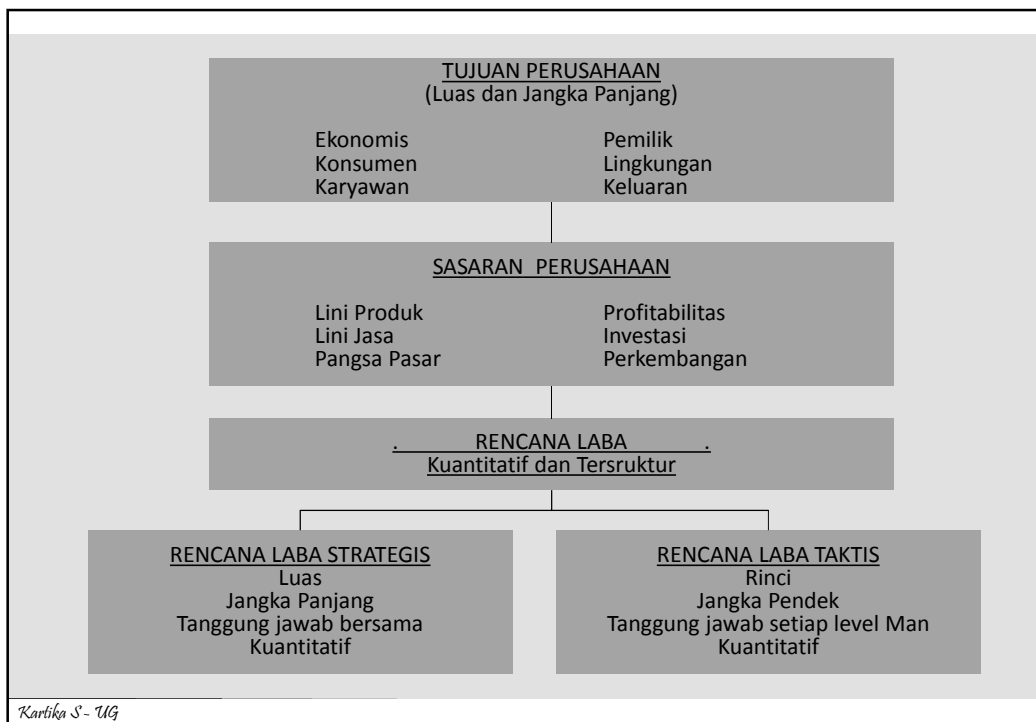 TUJUAN PERUSAHAAN
(Luas dan Jangka Panjang)
Ekonomis Pemilik
Konsumen Lingkungan
Karyawan Keluaran
SASARAN PERUSAHAAN
Lini Produk Profitabilitas
Lini Jasa Investasi
Pangsa Pasar Perkembangan
. RENCANA LABA .
Kuantitatif dan Tersruktur
RENCANA LABA STRATEGIS
Luas
Jangka Panjang
Tanggung jawab bersama
Kuantitatif
RENCANA LABA TAKTIS
Rinci
Jangka Pendek
Tanggung jawab setiap level Man
Kuantitatif
Kartika S - UG